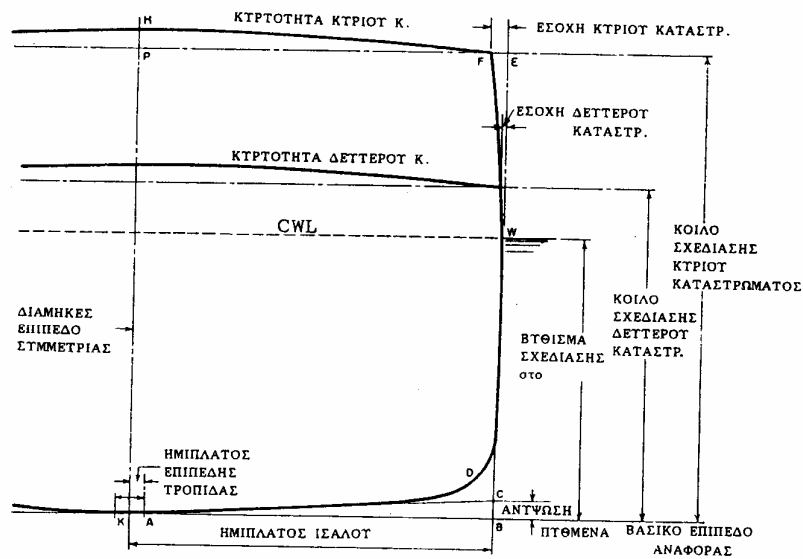 ΚΥΡΤΟΤΗΤΑ ΚΥΡΙΟΥ Κ.
ΕΣΟΧΗ ΚΥΡΙΟΥ ΚΑΤΑΣΤΡ.
H
P
F
E
ΕΣΟΧΗ ΔΕΥΤΕΡΟΥ
ΚΑΤΑΣΤΡ.
ΚΥΡΤΟΤΗΤΑ ΔΕΥΤΕΡΟΥ Κ.
CWL
W
ΚΟΙΛΟ
ΣΧΕΔΙΑΣΗΣ
ΚΥΡΙΟΥ
ΚΑΤΑΣΤΡΩΜΑΤΟΣ
ΚΟΙΛΟ
ΣΧΕΔΙΑΣΗΣ
ΔΕΥΤΕΡΟΥ
ΚΑΤΑΣΤΡ.
ΔΙΑΜΗΚΕΣ
ΕΠΙΠΕΔΟ
ΣΥΜΜΕΤΡΙΑΣ
ΒΥΘΙΣΜΑ
ΣΧΕΔΙΑΣΗΣ
στο
ΗΜΙΠΛΑΤΟΣ
ΕΠΙΠΕΔΗΣ
ΤΡΟΠΙΔΑΣ
D
C
K
A
B
ΑΝΥΨΩΣΗ
ΠΥΘΜΕΝΑ
ΗΜΙΠΛΑΤΟΣ ΙΣΑΛΟΥ
ΒΑΣΙΚΟ ΕΠΙΠΕΔΟ
ΑΝΑΦΟΡΑΣ